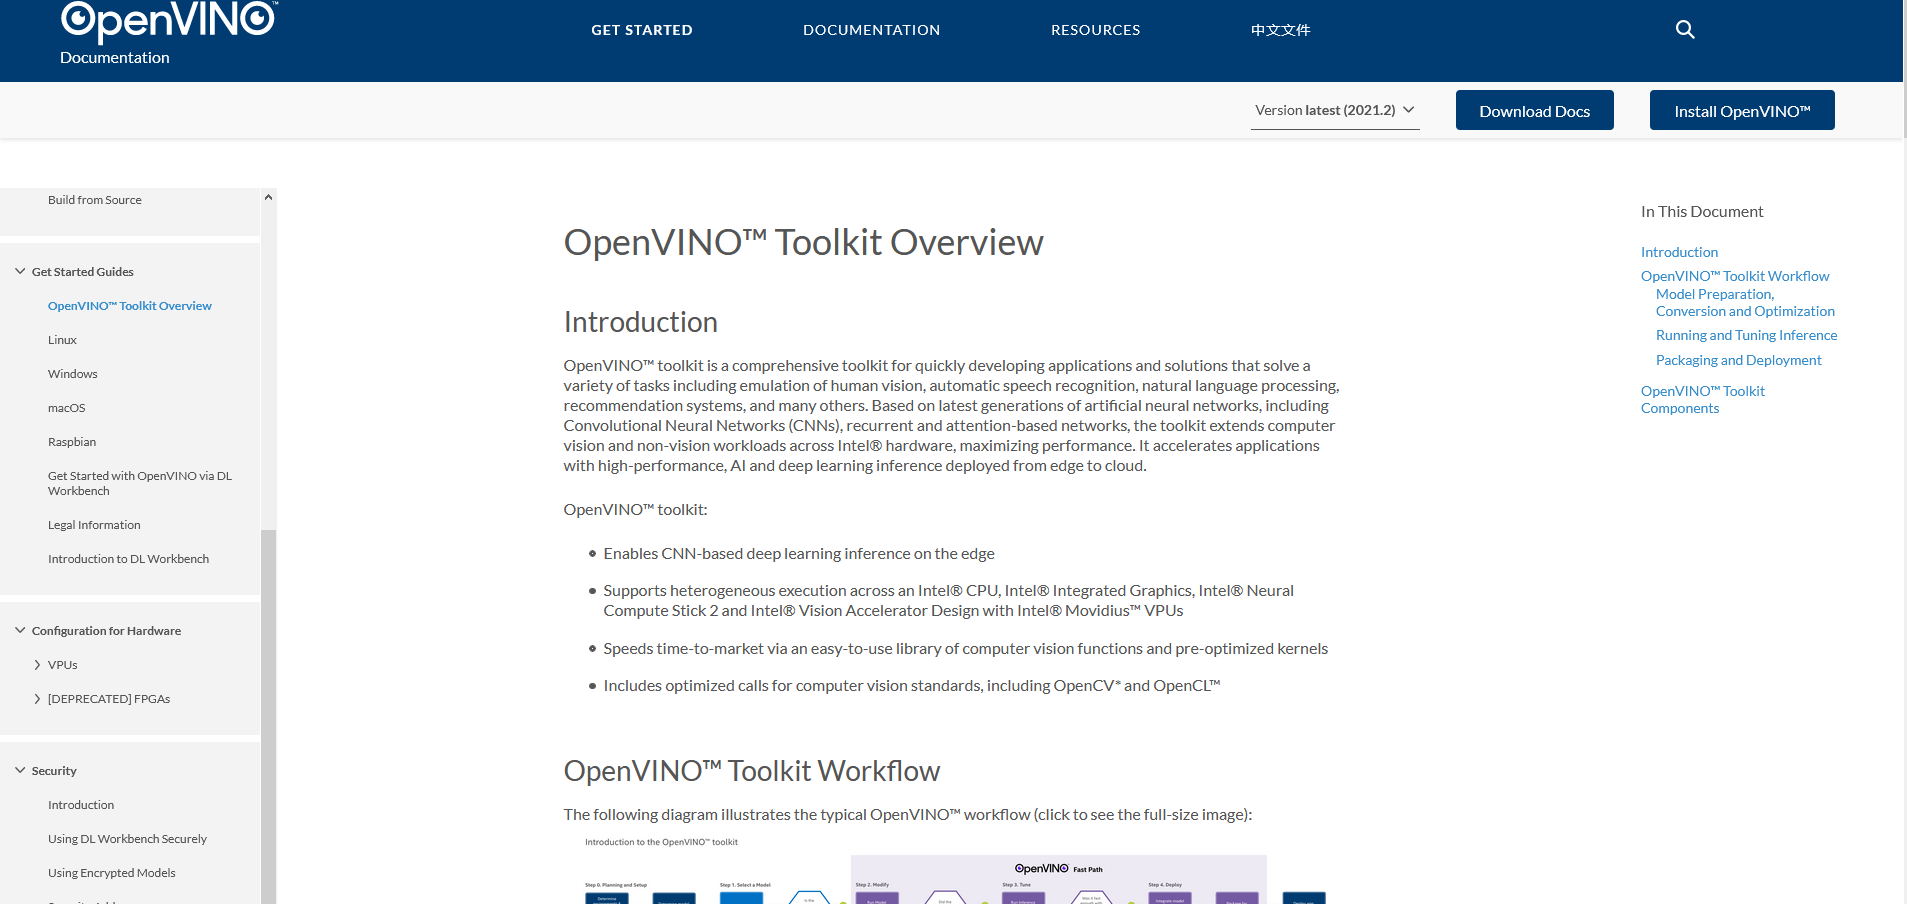 OpenVINO™
Documentation
GET STARTED
DOCUMENTATION
RESOURCES
中文文件
Version latest (2021.2)
Download Docs
Install OpenVINO™
Build from Source
Get Started Guides
OpenVINO™ Toolkit Overview
Linux
Windows
macOS
Raspbian
Get Started with OpenVINO via DL
Workbench
Legal Information
Introduction to DL Workbench
Configuration for Hardware
VPUs
[DEPRECATED] FPGAs
Security
Introduction
Using DL Workbench Securely
Using Encrypted Models
OpenVINO™ Toolkit Overview
Introduction
OpenVINO™ toolkit is a comprehensive toolkit for quickly developing applications and solutions that solve a
variety of tasks including emulation of human vision, automatic speech recognition, natural language processing,
recommendation systems, and many others. Based on latest generations of artificial neural networks, including
Convolutional Neural Networks (CNNs), recurrent and attention-based networks, the toolkit extends computer
vision and non-vision workloads across Intel® hardware, maximizing performance. It accelerates applications
with high-performance, AI and deep learning inference deployed from edge to cloud.
OpenVINO™ toolkit:
Enables CNN-based deep learning inference on the edge
Supports heterogeneous execution across an Intel® CPU, Intel® Integrated Graphics, Intel® Neural
Compute Stick 2 and Intel® Vision Accelerator Design with Intel® Movidius™ VPUs
Speeds time-to-market via an easy-to-use library of computer vision functions and pre-optimized kernels
Includes optimized calls for computer vision standards, including OpenCV* and OpenCL™
OpenVINO™ Toolkit Workflow
The following diagram illustrates the typical OpenVINO™ workflow (click to see the full-size image):
Introduction to the OpenVINO™ toolkit
OpenVINO™ Fast Path
Step 0. Planning and Setup
Step 1. Select a Model
Step 2. Modify
Step 3. Tune
Step 4. Deploy
Determine
Run Model
Run Inference
Integrate model
In This Document
Introduction
OpenVINO™ Toolkit Workflow
Model Preparation,
Conversion and Optimization
Running and Tuning Inference
Packaging and Deployment
OpenVINO™ Toolkit
Components